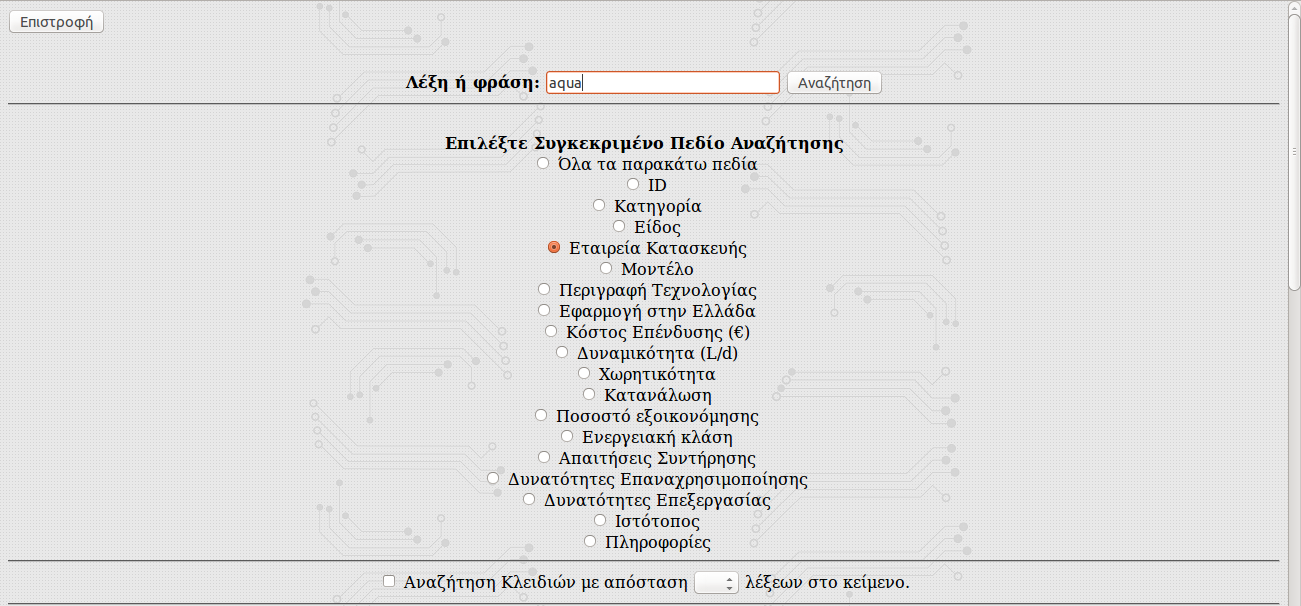 Επιστροφή
Λέξη ή φράση: aqua Αναζήτηση
Επιλέξτε Συγκεκριμένο Πεδίο Αναζήτησης
Όλα τα παρακάτω πεδία
ID
Κατηγορία
Είδος
Εταιρεία Κατασκευής
Μοντέλο
Περιγραφή Τεχνολογίας
Εφαρμογή στην Ελλάδα
Κόστος Επένδυσης (€)
Δυναμικότητα (L/d)
Χωρητικότητα
Κατανάλωση
Ποσοστό εξοικονόμησης
Ενεργειακή κλάση
Απαιτήσεις Συντήρησης
Δυνατότητες Επαναχρησιμοποίησης
Δυνατότητες Επεξεργασίας
Ιστότοπος
Πληροφορίες
Αναζήτηση Κλειδιών με απόσταση λέξεων στο κείμενο.